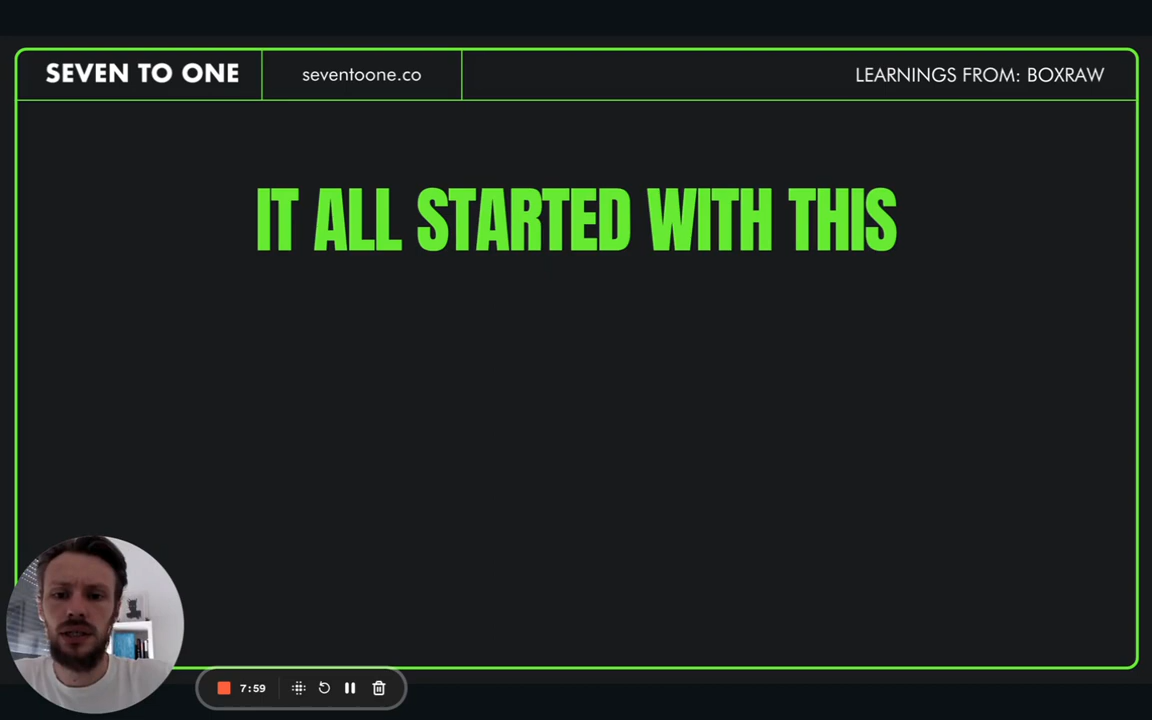 SEVEN TO ONE
seventoone.co
LEARNINGS FROM: BOXRAW
IT ALL STARTED WITH THIS
7:59